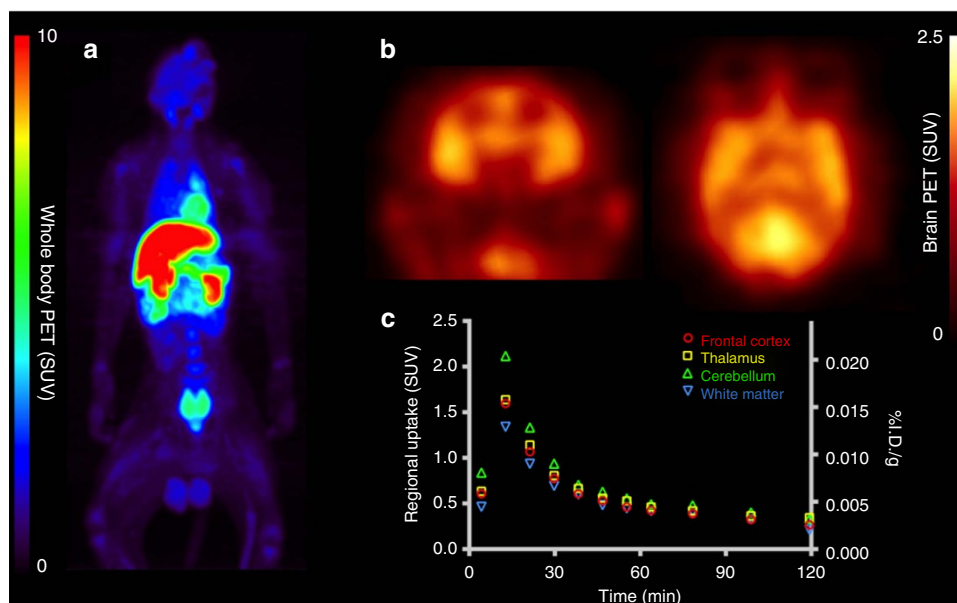 10
a
Whole body PET (SUV)
0
b
2.5
Brain PET (SUV)
0
c
Regional uptake (SUV)
2.5
2.0
1.5
1.0
0.5
0.0
Frontal cortex
Thalamus
Cerebellum
White matter
0.020
0.015
0.010
0.005
0.000
%I.D./g
0 30 60 90 120
Time (min)